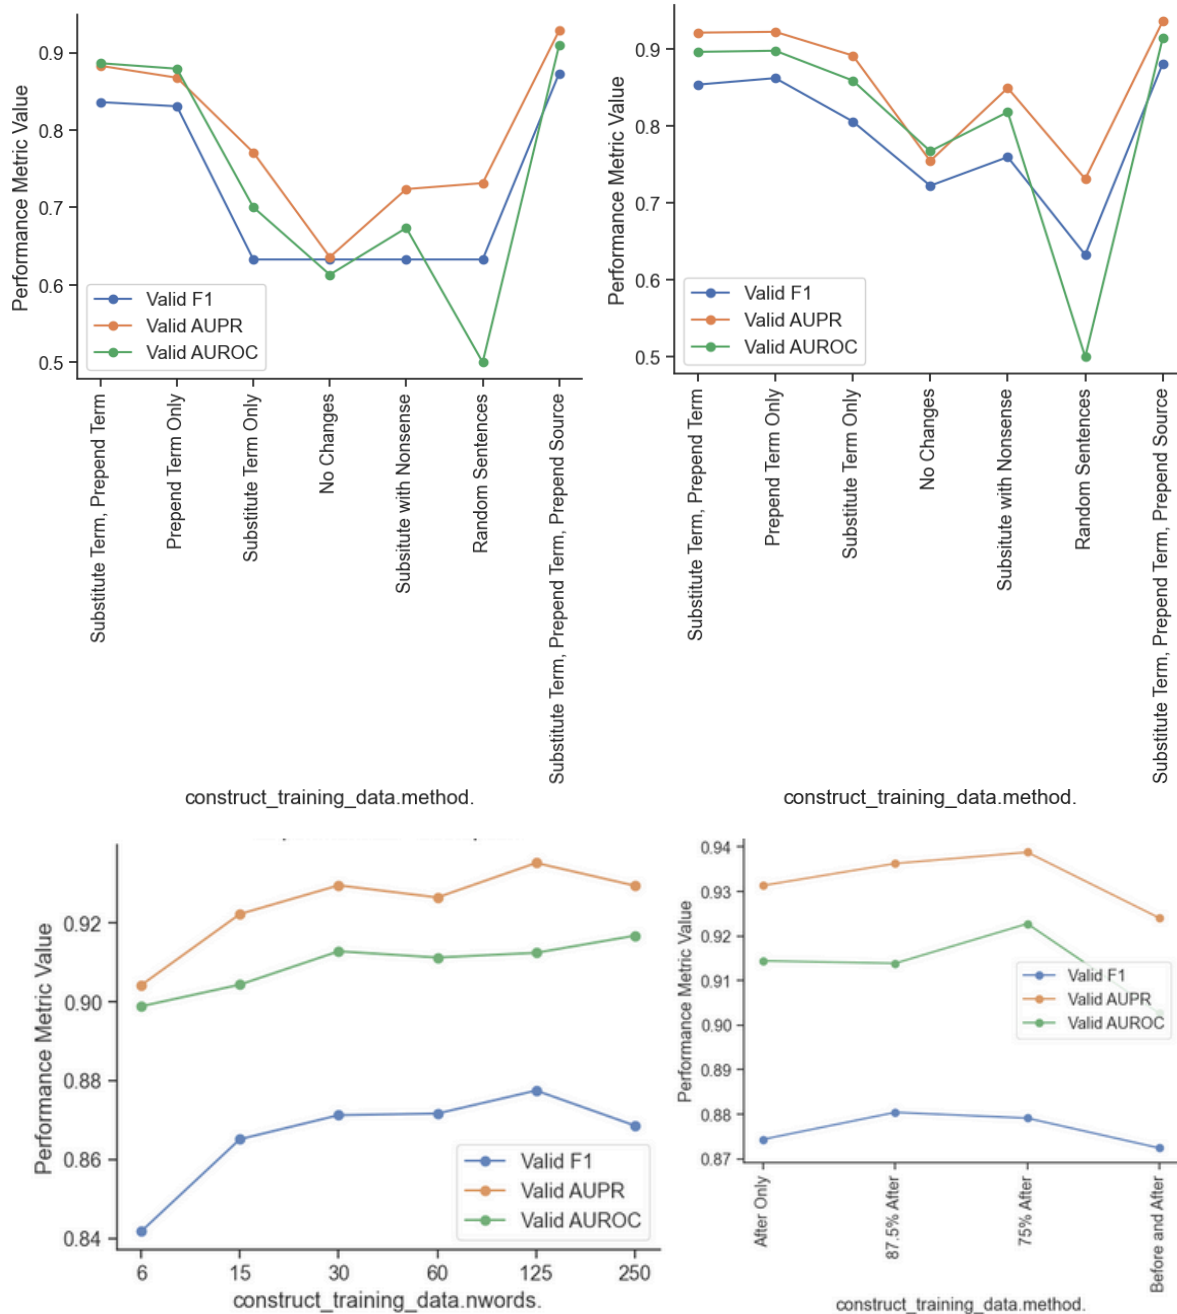 Performance Metric Value
0.9
0.8
0.7
0.6
0.5
Valid F1
Valid AUPR
Valid AUROC
Substitute Term, Prepend Term
Prepend Term Only
Substitute Term Only
No Changes
Subsitute with Nonsense
Random Sentences
Substitute Term, Prepend Term, Prepend Source
construct_training_data.method.
Performance Metric Value
0.9
0.8
0.7
0.6
0.5
Valid F1
Valid AUPR
Valid AUROC
Substitute Term, Prepend Term
Prepend Term Only
Substitute Term Only
No Changes
Subsitute with Nonsense
Random Sentences
Substitute Term, Prepend Term, Prepend Source
construct_training_data.method.
Performance Metric Value
0.92
0.90
0.88
0.86
0.84
Valid F1
Valid AUPR
Valid AUROC
6 15 30 60 125 250
construct_training_data.nwords.
Performance Metric Value
0.94
0.93
0.92
0.91
0.90
0.89
0.88
0.87
Valid F1
Valid AUPR
Valid AUROC
After Only
87.5% After
75% After
Before and After
construct_training_data.method.